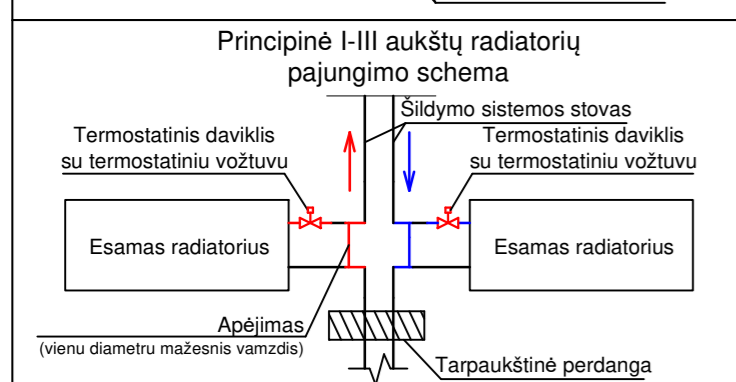 Principinė I-III aukštų radiatorių
pajungimo schema
Šildymo sistemos stovas
Termostatinis daviklis
su termostatiniu vožtuvu
Termostatinis daviklis
su termostatiniu vožtuvu
Esamas radiatorius
Esamas radiatorius
Apėjimas
(vienu diametru mažesnis vamzdis)
Tarpaukštinė perdanga